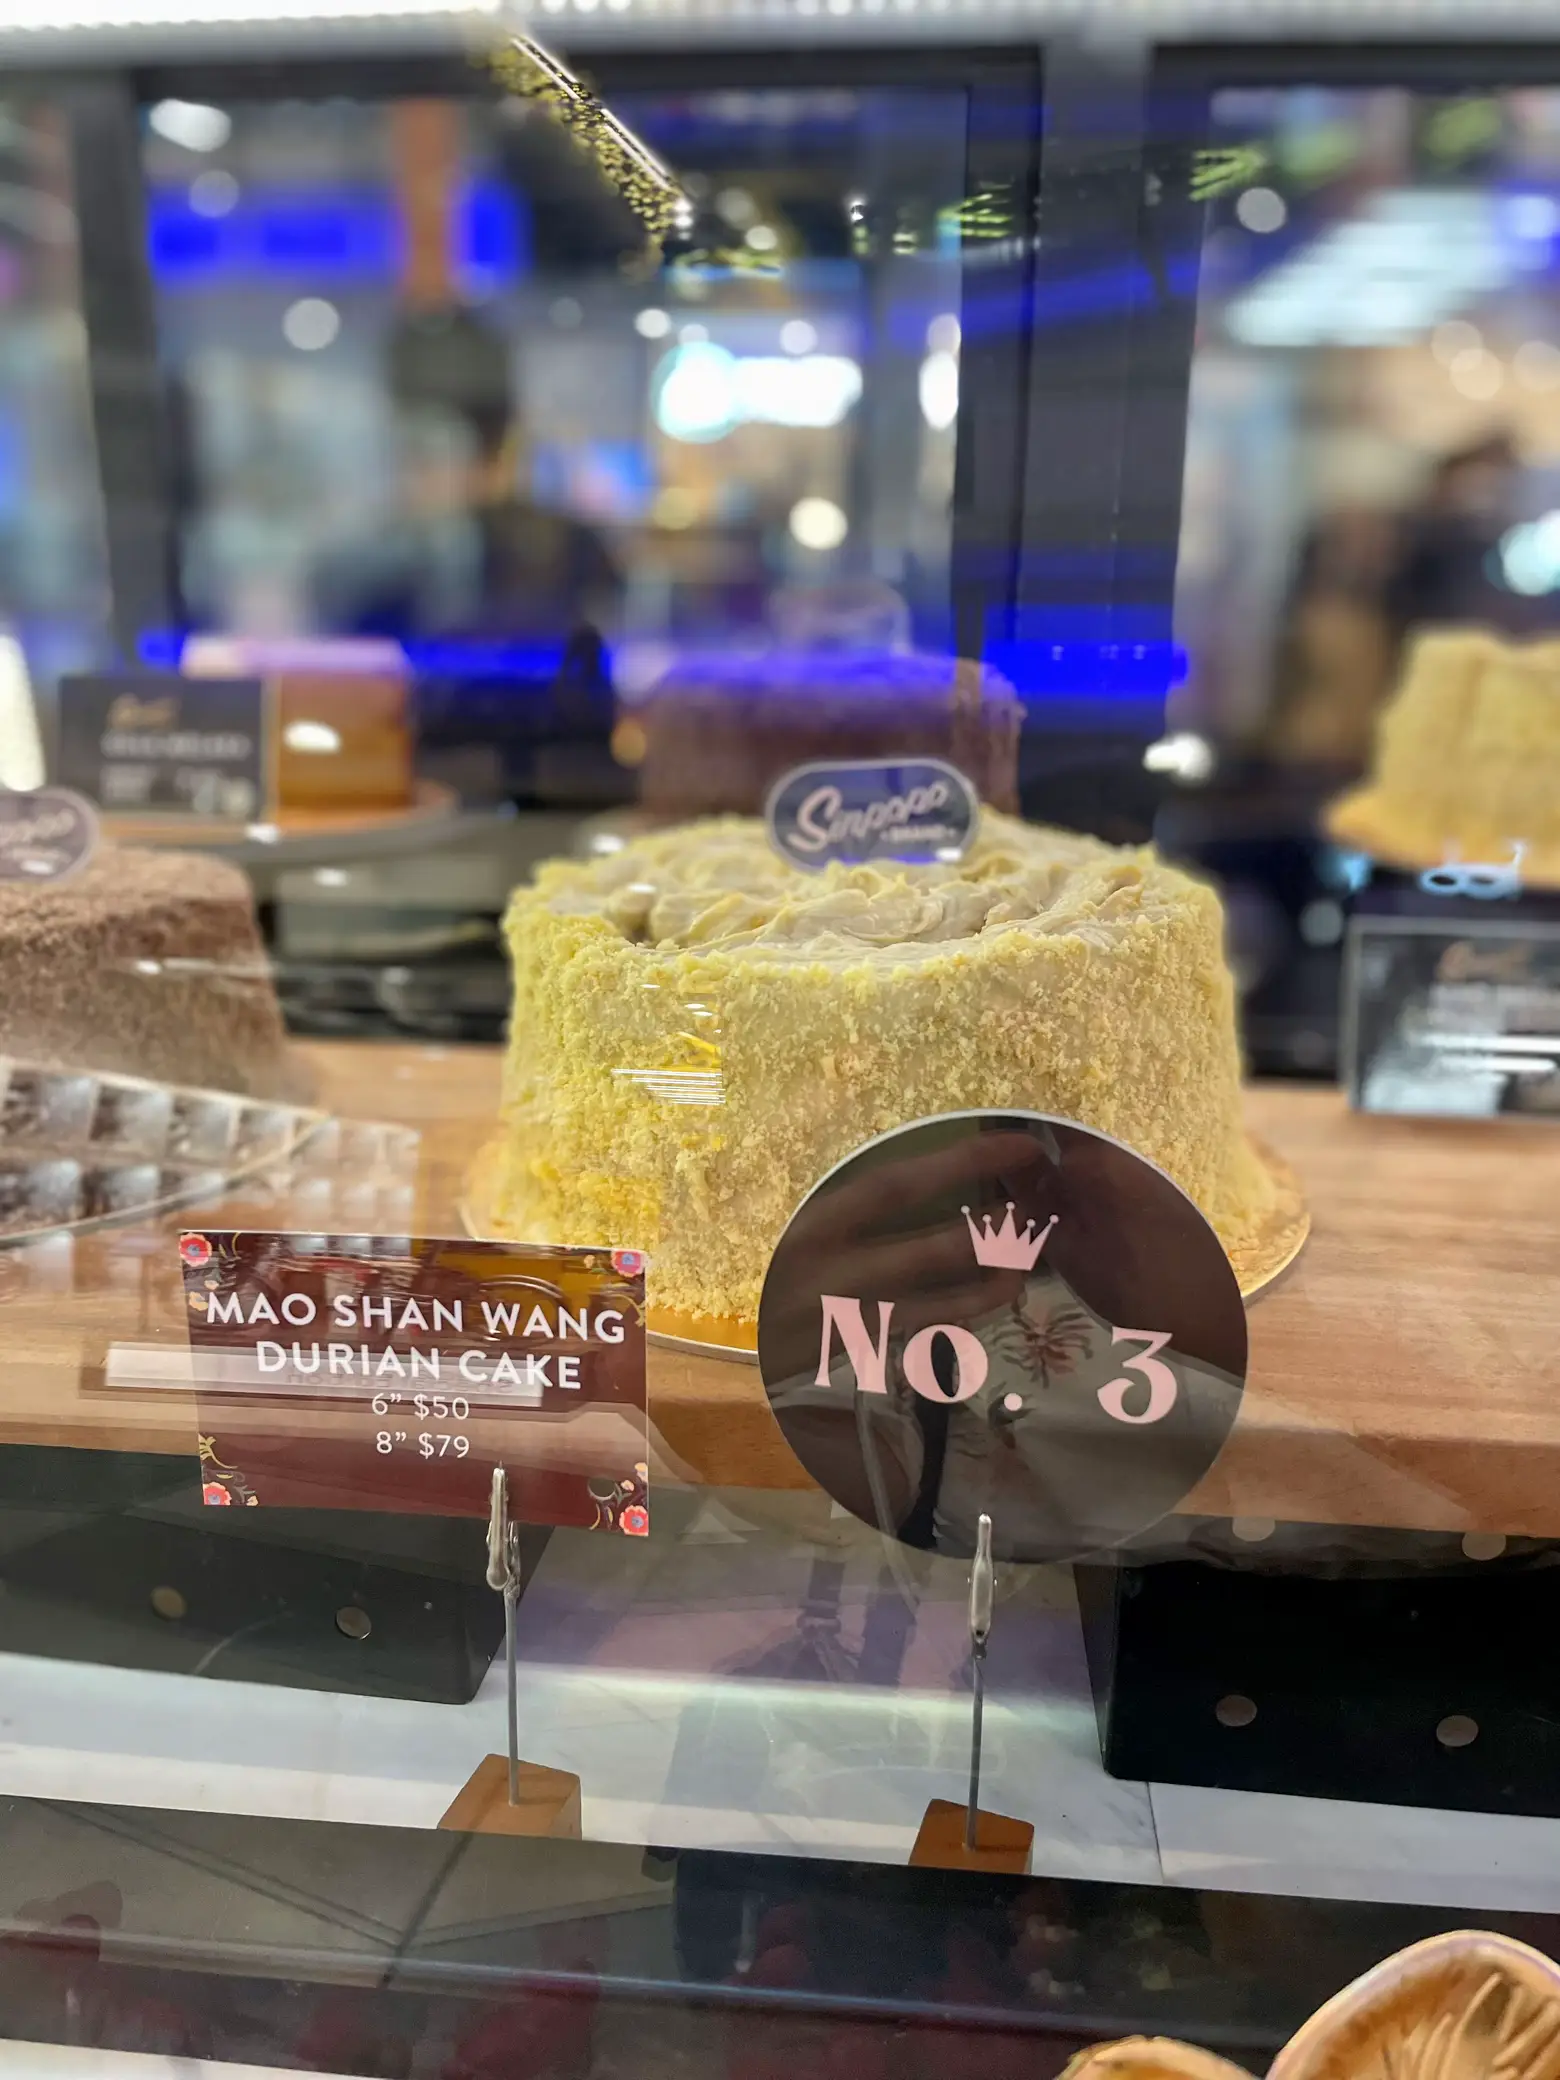 Sinpopo
BRAND
MAO SHAN WANG
DURIAN CAKE
6” $50
8” $79
No. 3